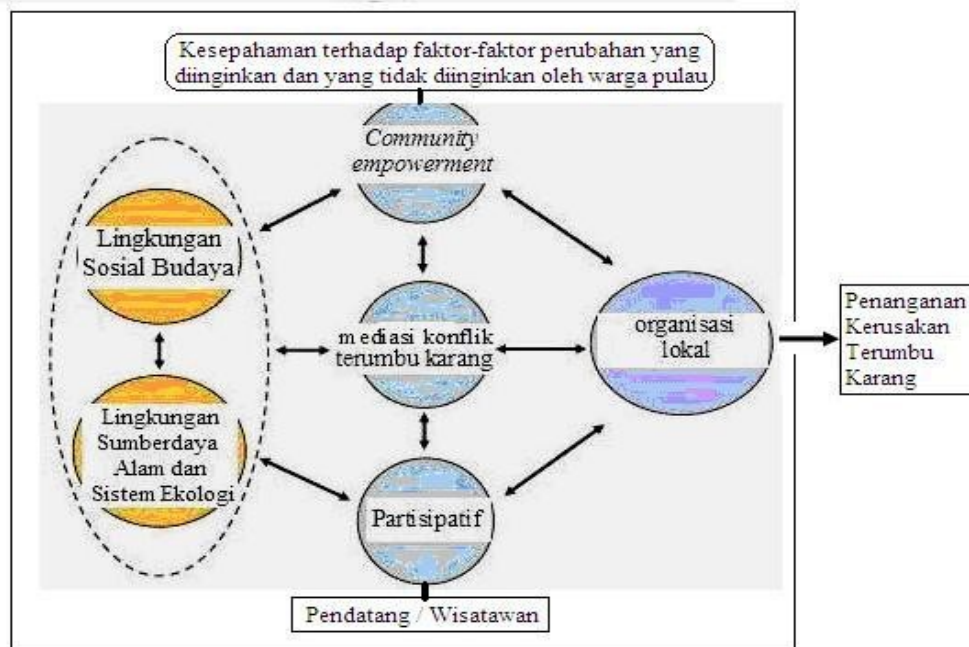 Kesepahaman terhadap faktor-faktor perubahan yang
diinginkan dan yang tidak diinginkan oleh warga pulau
Community
empowerment
Lingkungan
Sosial Budaya
mediasi konflik
terumbu karang
organisasi
lokal
Penanganan
Kerusakan
Terumbu
Karang
Lingkungan
Sumberdaya
Alam dan
Sistem Ekologi
Partisipatif
Pendatang / Wisatawan